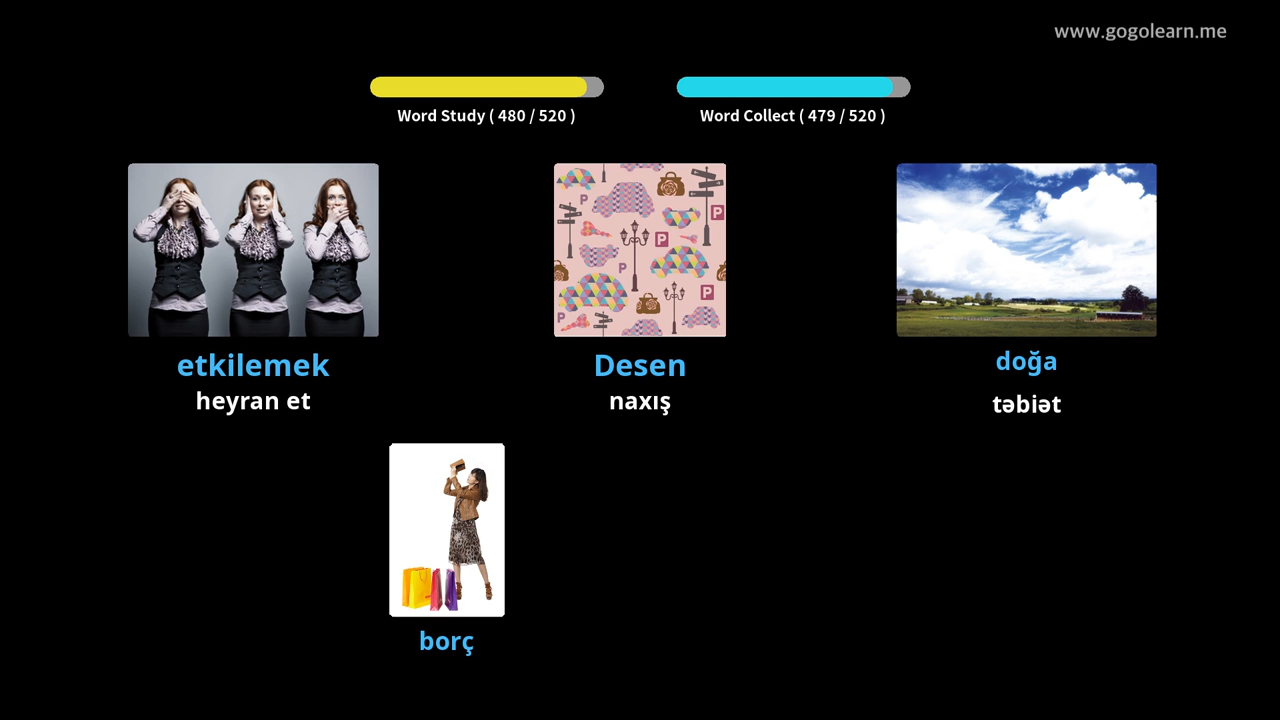 www.gogolearn.me
Word Study ( 480 / 520 )
Word Collect ( 479 / 520 )
etkilemek
heyran et
Desen
naxış
doğa
təbiət
borç